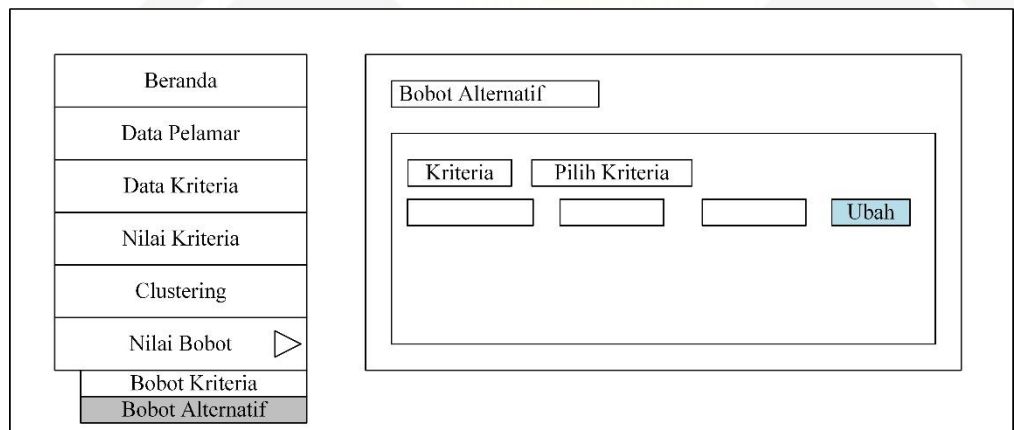 Beranda
Data Pelamar
Data Kriteria
Nilai Kriteria
Clustering
Nilai Bobot
Bobot Kriteria
Bobot Alternatif
Bobot Alternatif
Kriteria Pilih Kriteria
Ubah